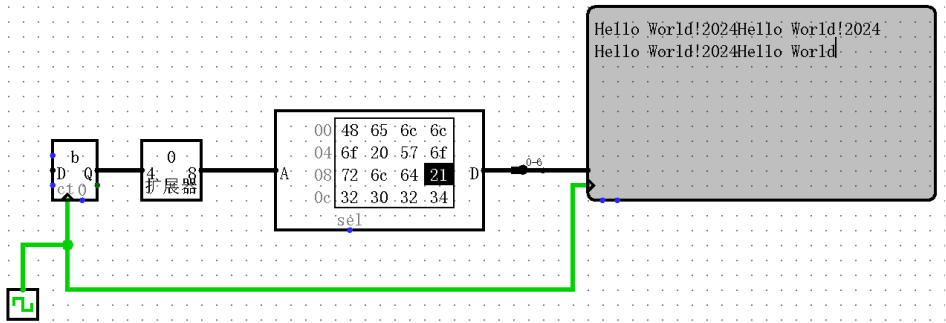 Hello World!2024Hello World!2024
Hello World!2024Hello World
b
D Q
ct0
0
4 8
扩展器
A
00 48 65 6c 6c
04 6f 20 57 6f
08 72 6c 64 21
0c 32 30 32 34
D
sel
0-6